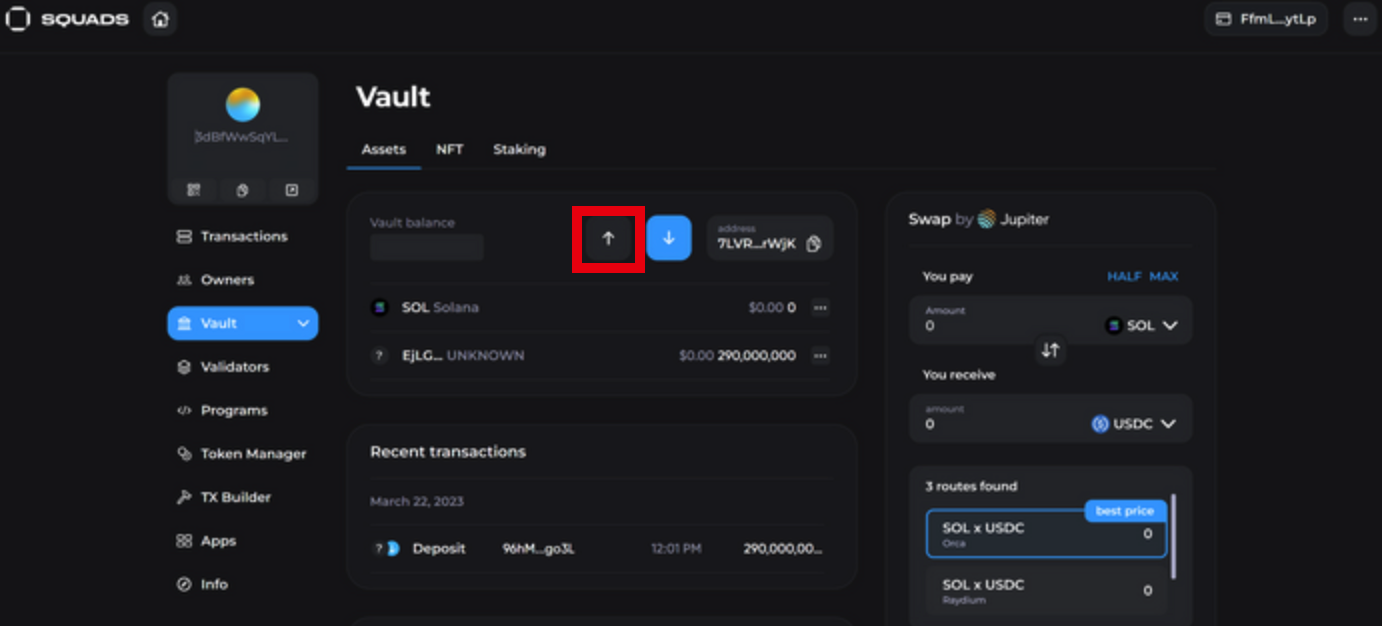 SQUADS
FfmL...ytLp
3dBfWwSqYL...
Transactions
Owners
Vault
Validators
Programs
Token Manager
TX Builder
Apps
Info
Vault
Assets NFT Staking
Vault balance
address
7LVR...rWjK
SOL Solana $0.00 0
? EjLG... UNKNOWN $0.00 290,000,000
Recent transactions
March 22, 2023
? Deposit 96hM...go3L 12:01 PM 290,000,00...
Swap by Jupiter
You pay HALF MAX
Amount
0 SOL
You receive
amount
0 USDC
3 routes found
best price
SOL x USDC 0
Orca
SOL x USDC 0
Raydium